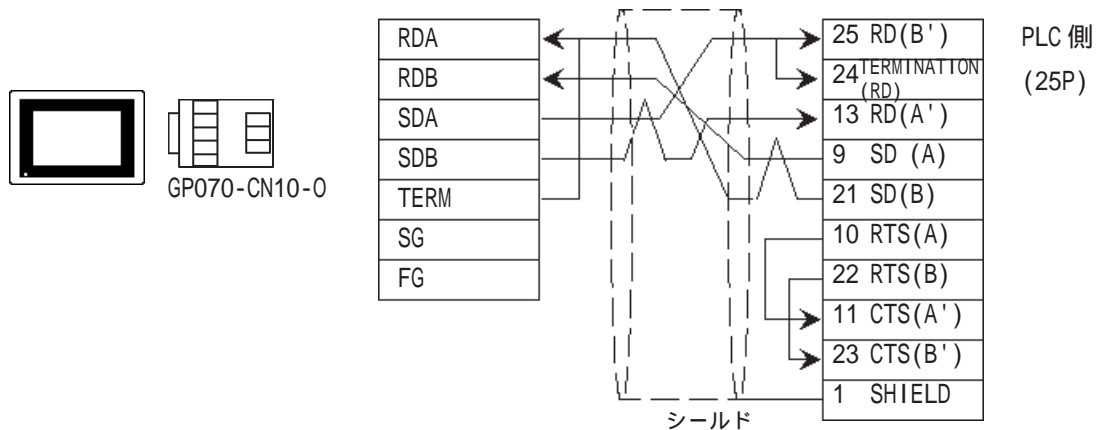 GP070-CN10-O
RDA
RDB
SDA
SDB
TERM
SG
FG
シールド
25 RD(B')
24 TERMINATION
(RD)
13 RD(A')
9 SD (A)
21 SD(B)
10 RTS(A)
22 RTS(B)
11 CTS(A')
23 CTS(B')
1 SHIELD
PLC 側
(25P)